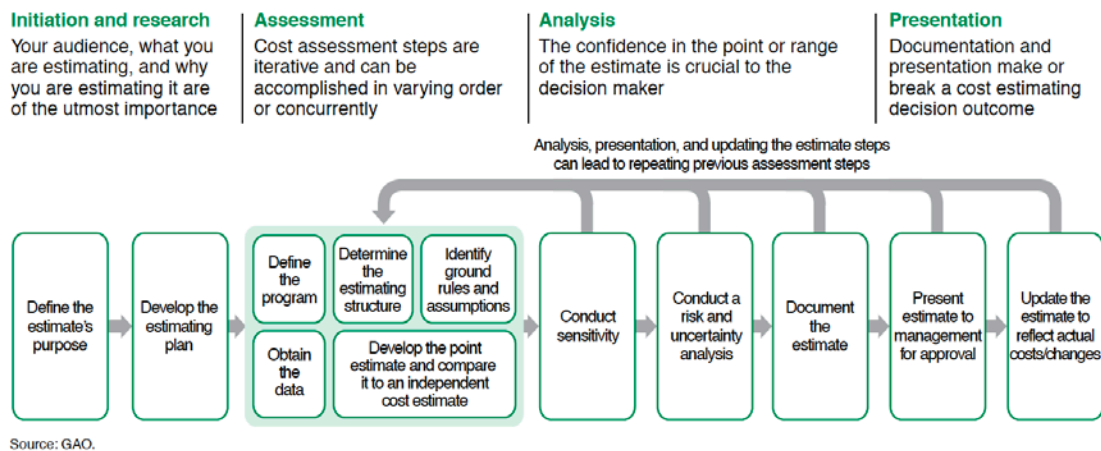 Initiation and research
Your audience, what you
are estimating, and why
you are estimating it are
of the utmost importance
Assessment
Cost assessment steps are
iterative and can be
accomplished in varying order
or concurrently
Analysis
The confidence in the point or range
of the estimate is crucial to the
decision maker
Presentation
Documentation and
presentation make or
break a cost estimating
decision outcome
Analysis, presentation, and updating the estimate steps
can lead to repeating previous assessment steps
Define the
estimate's
purpose
Develop the
estimating
plan
Define
the
program
Determine
the
estimating
structure
Identify
ground
rules and
assumptions
Obtain
the
data
Develop the point
estimate and compare
it to an independent
cost estimate
Conduct
sensitivity
Conduct a
risk and
uncertainty
analysis
Document
the
estimate
Present
estimate to
management
for approval
Update the
estimate to
reflect actual
costs/changes
Source: GAO.